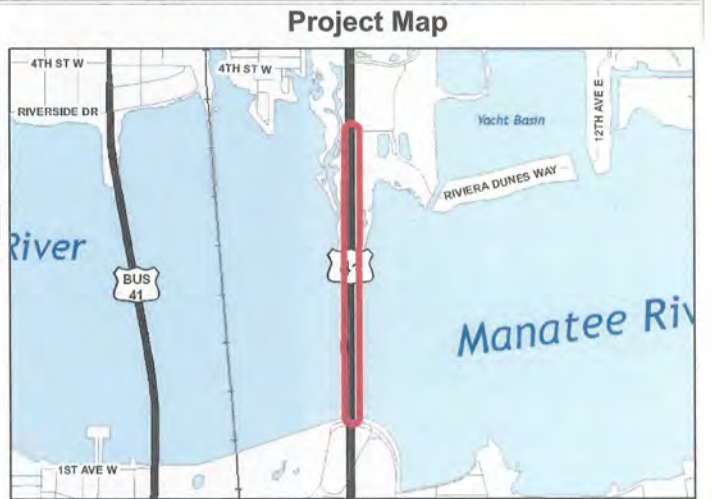 Project Map
4TH ST W
4TH ST W
RIVERSIDE DR
Yacht Basin
12TH AVE E
RIVIERA DUNES WAY
River
BUS
41
41
Manatee Riv
1ST AVE W